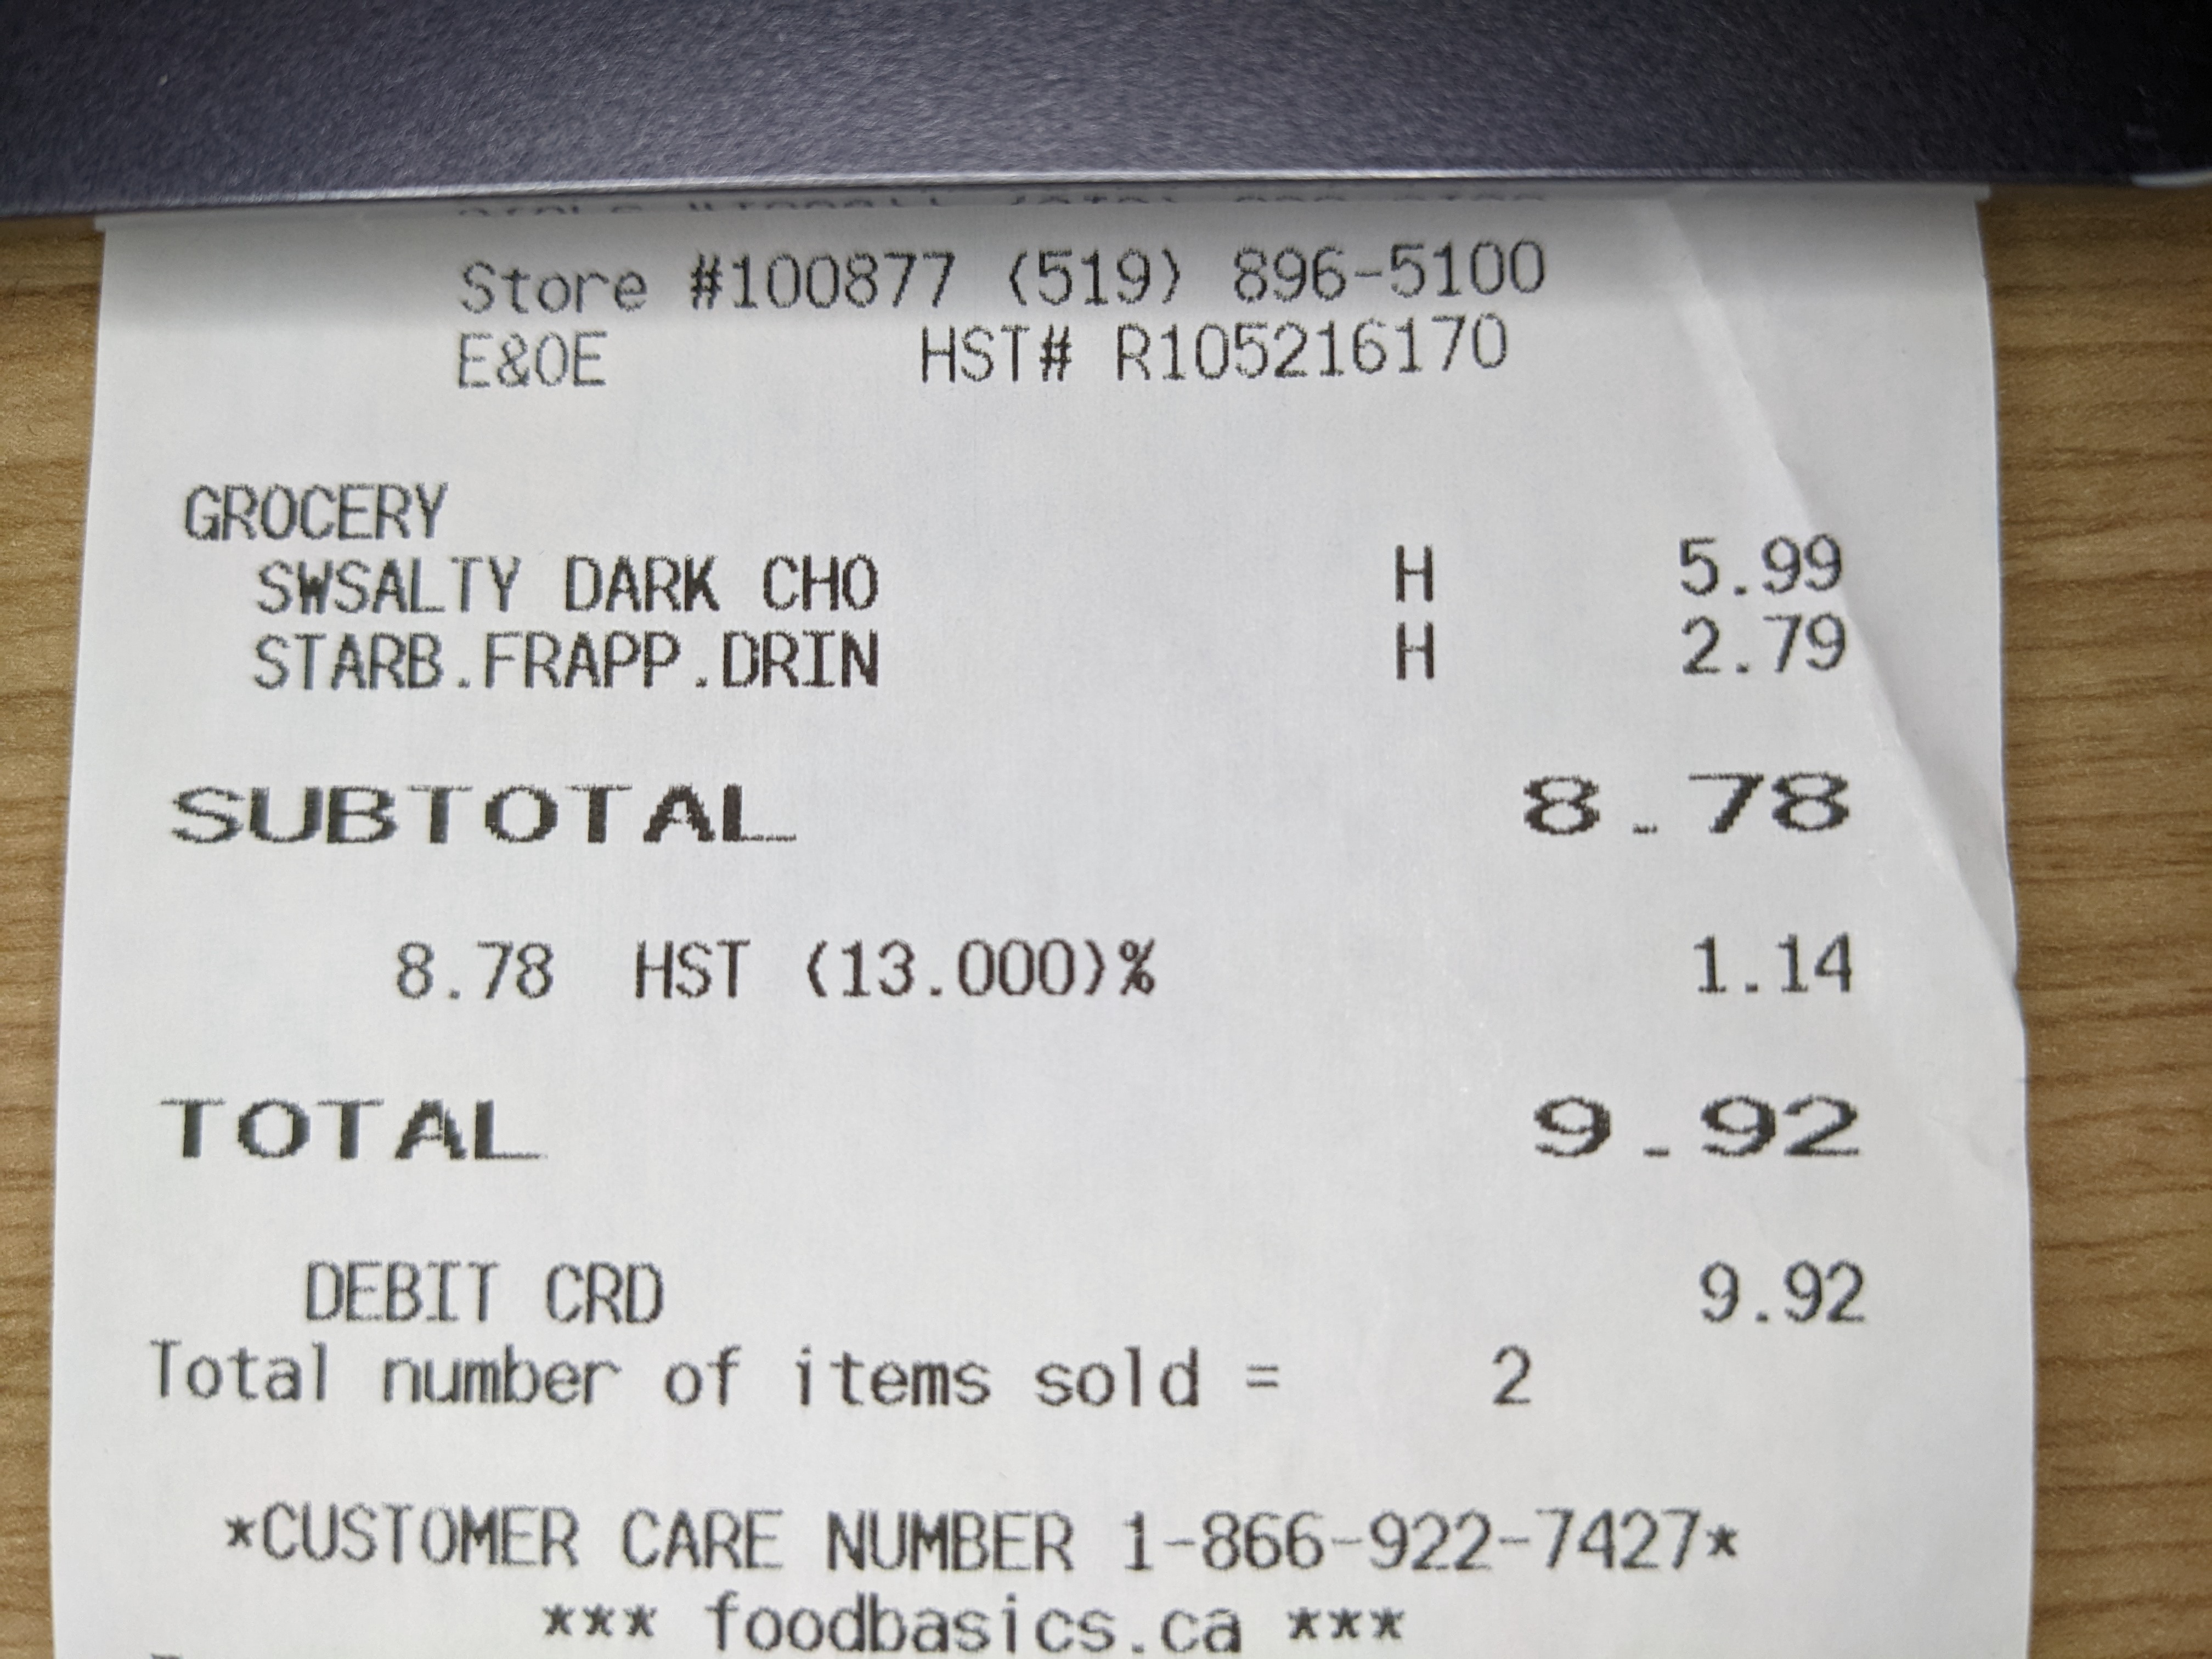 Store #100877 (519) 896-5100
E&OE HST# R105216170
GROCERY
SWSALTY DARK CHO H 5.99
STARB.FRAPP.DRIN H 2.79
SUBTOTAL 8.78
8.78 HST (13.000)% 1.14
TOTAL 9.92
DEBIT CRD 9.92
Total number of items sold = 2
*CUSTOMER CARE NUMBER 1-866-922-7427*
*** foodbasics.ca ***